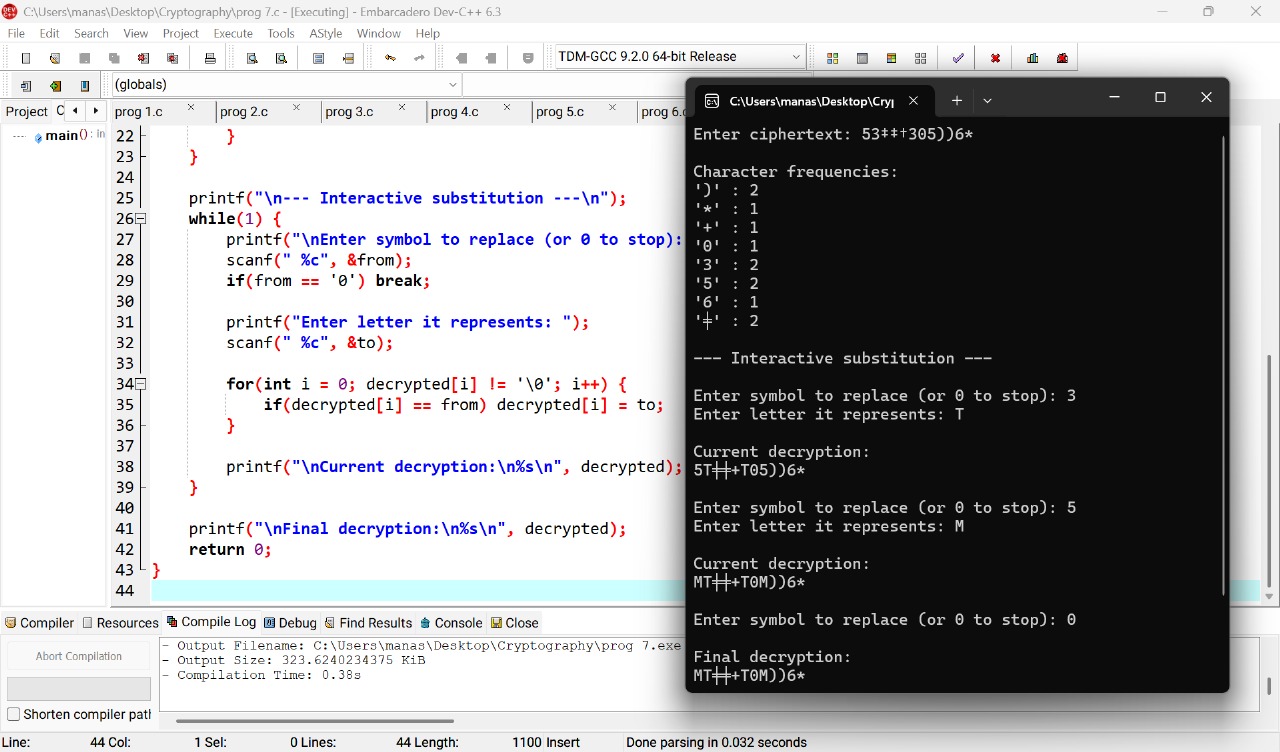 C:\Users\manas\Desktop\Cryptography\prog 7.c - [Executing] - Embarcadero Dev-C++ 6.3
File Edit Search View Project Execute Tools AStyle Window Help
TDM-GCC 9.2.0 64-bit Release
(globals)
Project C prog 1.c prog 2.c prog 3.c prog 4.c prog 5.c prog 6.
main() : in
22 }
23 }
24
25 printf("\n--- Interactive substitution ---\n");
26 while(1) {
27 printf("\nEnter symbol to replace (or 0 to stop):
28 scanf(" %c", &from);
29 if(from == '0') break;
30
31 printf("Enter letter it represents: ");
32 scanf(" %c", &to);
33
34 for(int i = 0; decrypted[i] != '\0'; i++) {
35 if(decrypted[i] == from) decrypted[i] = to;
36 }
37
38 printf("\nCurrent decryption:\n%s\n", decrypted);
39 }
40
41 printf("\nFinal decryption:\n%s\n", decrypted);
42 return 0;
43 }
44
C:\Users\manas\Desktop\Cry
Enter ciphertext: 53‡‡†305))6*
Character frequencies:
')' : 2
'*' : 1
'+' : 1
'0' : 1
'3' : 2
'5' : 2
'6' : 1
'╪' : 2
--- Interactive substitution ---
Enter symbol to replace (or 0 to stop): 3
Enter letter it represents: T
Current decryption:
5T╪╪+T05))6*
Enter symbol to replace (or 0 to stop): 5
Enter letter it represents: M
Current decryption:
MT╪╪+T0M))6*
Enter symbol to replace (or 0 to stop): 0
Final decryption:
MT╪╪+T0M))6*
Compiler Resources Compile Log Debug Find Results Console Close
Abort Compilation
Shorten compiler path
- Output Filename: C:\Users\manas\Desktop\Cryptography\prog 7.exe
- Output Size: 323.6240234375 KiB
- Compilation Time: 0.38s
Line: 44 Col: 1 Sel: 0 Lines: 44 Length: 1100 Insert Done parsing in 0.032 seconds